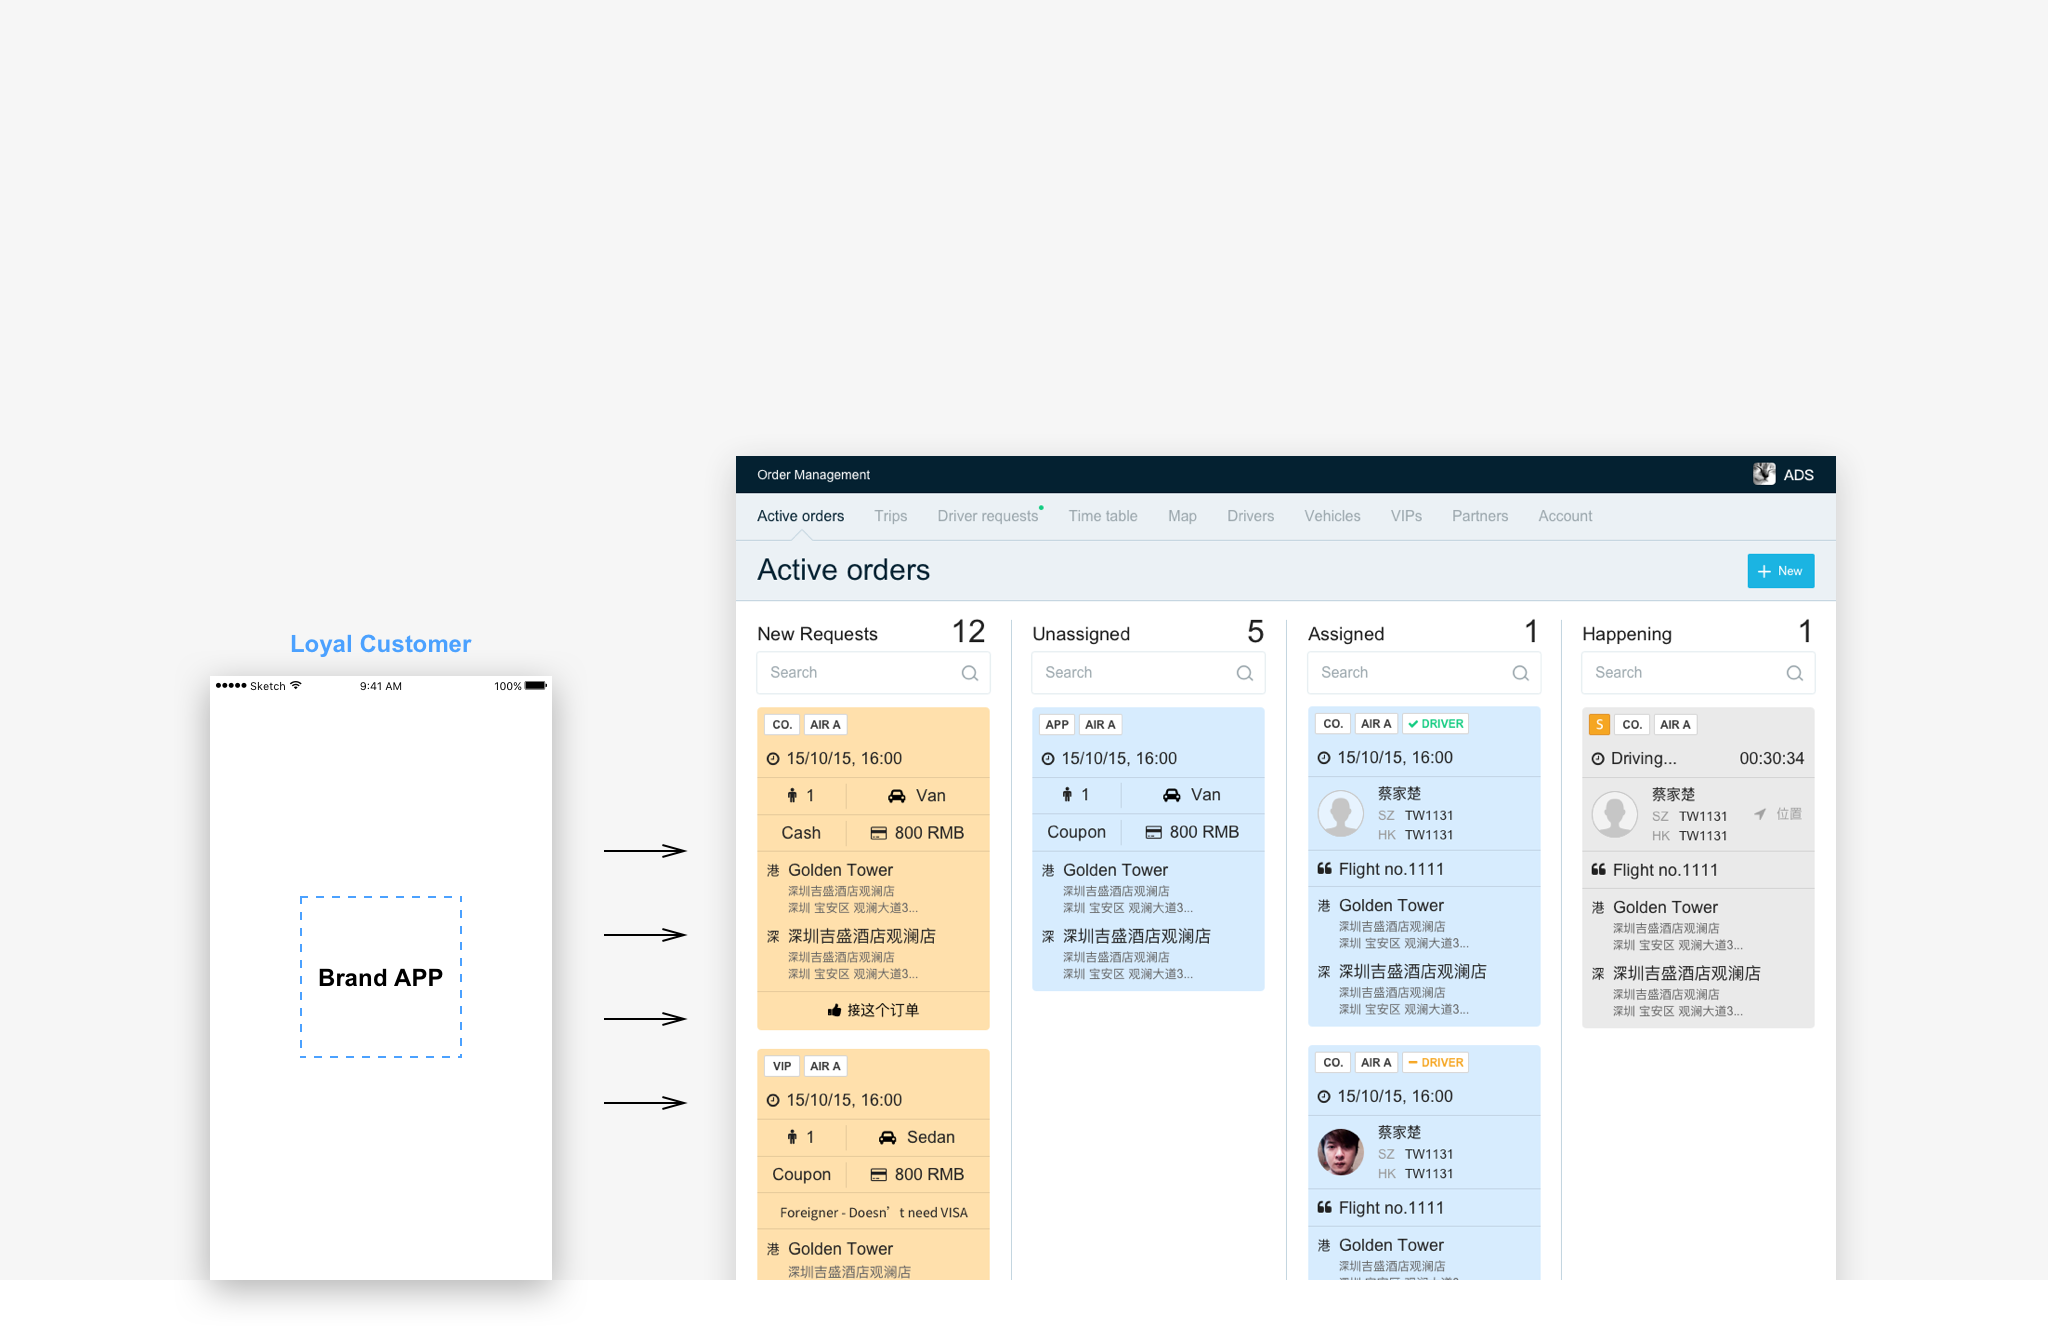 Loyal Customer
Sketch 9:41 AM 100%
Brand APP
Order Management ADS
Active orders Trips Driver requests Time table Map Drivers Vehicles VIPs Partners Account
Active orders
New
New Requests 12
Search
CO. AIR A
15/10/15, 16:00
1 Van
Cash 800 RMB
港 Golden Tower
深圳吉盛酒店观澜店
深圳 宝安区 观澜大道3...
深 深圳吉盛酒店观澜店
深圳吉盛酒店观澜店
深圳 宝安区 观澜大道3...
接这个订单
VIP AIR A
15/10/15, 16:00
1 Sedan
Coupon 800 RMB
Foreigner - Doesn’t need VISA
港 Golden Tower
深圳吉盛酒店观澜店
Unassigned 5
Search
APP AIR A
15/10/15, 16:00
1 Van
Coupon 800 RMB
港 Golden Tower
深圳吉盛酒店观澜店
深圳 宝安区 观澜大道3...
深 深圳吉盛酒店观澜店
深圳吉盛酒店观澜店
深圳 宝安区 观澜大道3...
Assigned 1
Search
CO. AIR A DRIVER
15/10/15, 16:00
蔡家楚
SZ TW1131
HK TW1131
Flight no.1111
港 Golden Tower
深圳吉盛酒店观澜店
深圳 宝安区 观澜大道3...
深 深圳吉盛酒店观澜店
深圳吉盛酒店观澜店
深圳 宝安区 观澜大道3...
CO. AIR A DRIVER
15/10/15, 16:00
蔡家楚
SZ TW1131
HK TW1131
Flight no.1111
港 Golden Tower
深圳吉盛酒店观澜店
Happening 1
Search
S CO. AIR A
Driving... 00:30:34
蔡家楚
SZ TW1131
HK TW1131
位置
Flight no.1111
港 Golden Tower
深圳吉盛酒店观澜店
深圳 宝安区 观澜大道3...
深 深圳吉盛酒店观澜店
深圳吉盛酒店观澜店
深圳 宝安区 观澜大道3...